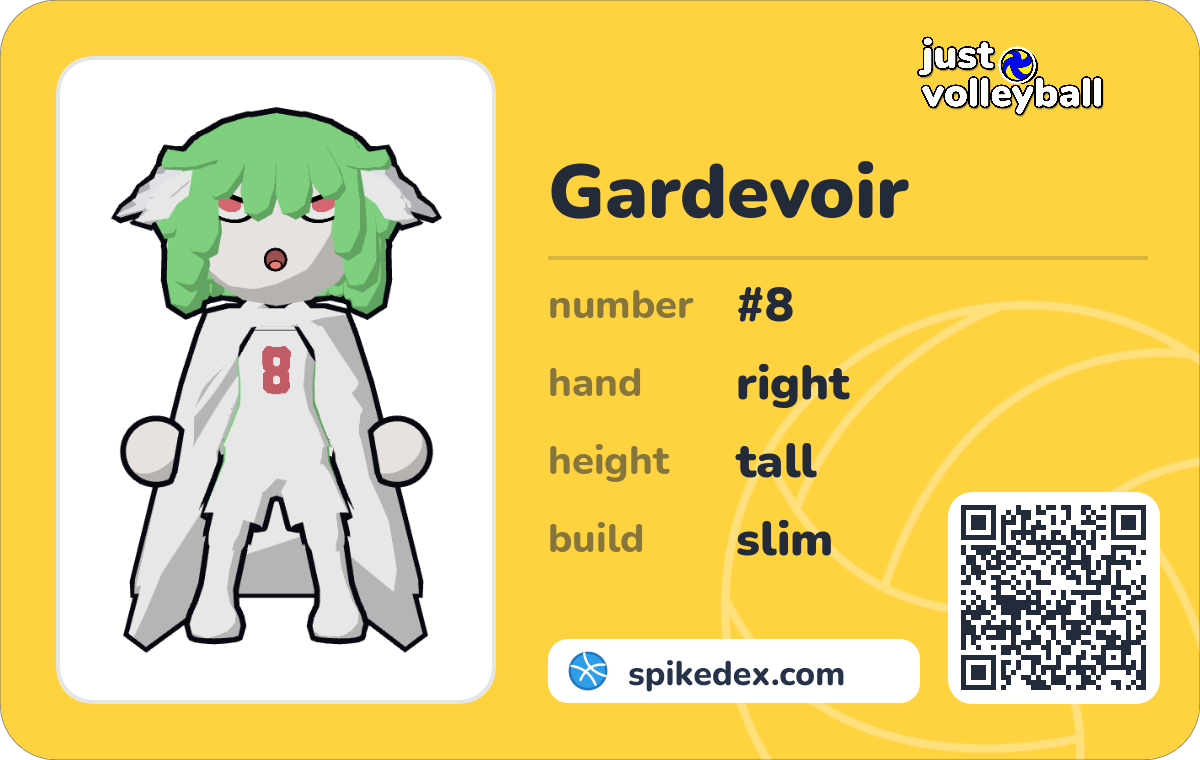 just
volleyball
Gardevoir
number #8
hand right
height tall
build slim
8
spikedex.com